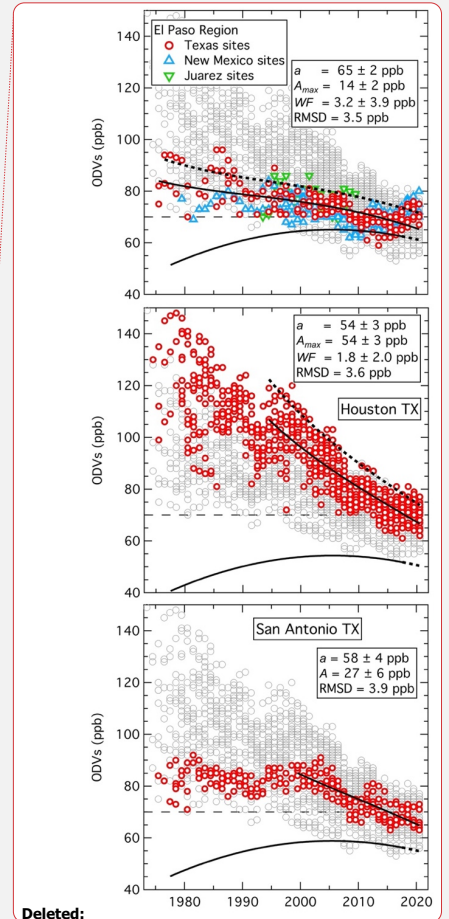 140
120
100
80
60
40
ODVs (ppb)
El Paso Region
Texas sites
New Mexico sites
Juarez sites
a = 65 ± 2 ppb
Amax = 14 ± 2 ppb
WF = 3.2 ± 3.9 ppb
RMSD = 3.5 ppb
140
120
100
80
60
40
ODVs (ppb)
a = 54 ± 3 ppb
Amax = 54 ± 3 ppb
WF = 1.8 ± 2.0 ppb
RMSD = 3.6 ppb
Houston TX
140
120
100
80
60
40
ODVs (ppb)
San Antonio TX
a = 58 ± 4 ppb
A = 27 ± 6 ppb
RMSD = 3.9 ppb
1980 1990 2000 2010 2020
Deleted: